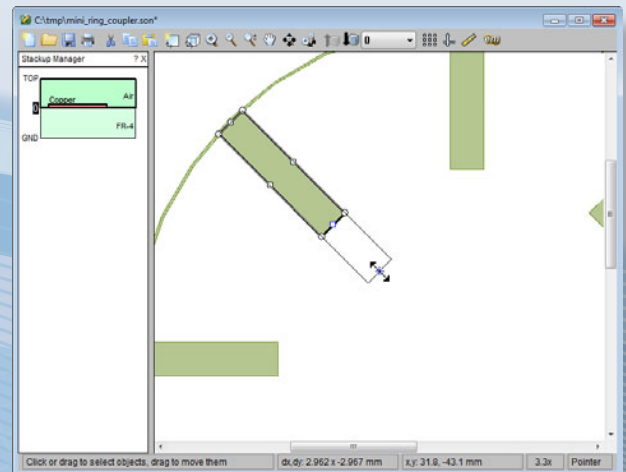 C:\tmp\mini_ring_coupler.son*
0
Stackup Manager ? X
TOP
Copper Air
0
FR-4
GND
Click or drag to select objects, drag to move them dx,dy: 2.962 x -2.967 mm x,y: 31.8, -43.1 mm 3.3x Pointer